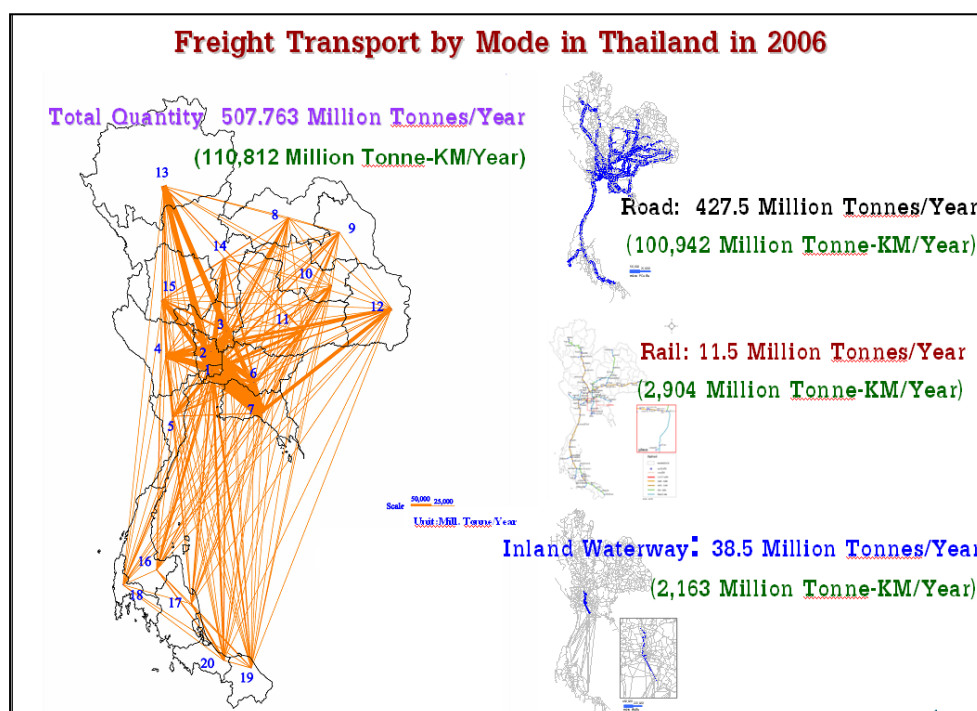 Freight Transport by Mode in Thailand in 2006
Total Quantity 507.763 Million Tonnes/Year
(110,812 Million Tonne-KM/Year)
Road: 427.5 Million Tonnes/Year
(100,942 Million Tonne-KM/Year)
Rail: 11.5 Million Tonnes/Year
(2,904 Million Tonne-KM/Year)
Inland Waterway: 38.5 Million Tonnes/Year
(2,163 Million Tonne-KM/Year)
13
8
9
14
10
15
12
3
11
4
2
1
6
7
5
Scale 50,000 25,000
Unit:Mill. Tonne/Year
16
18
17
20
19